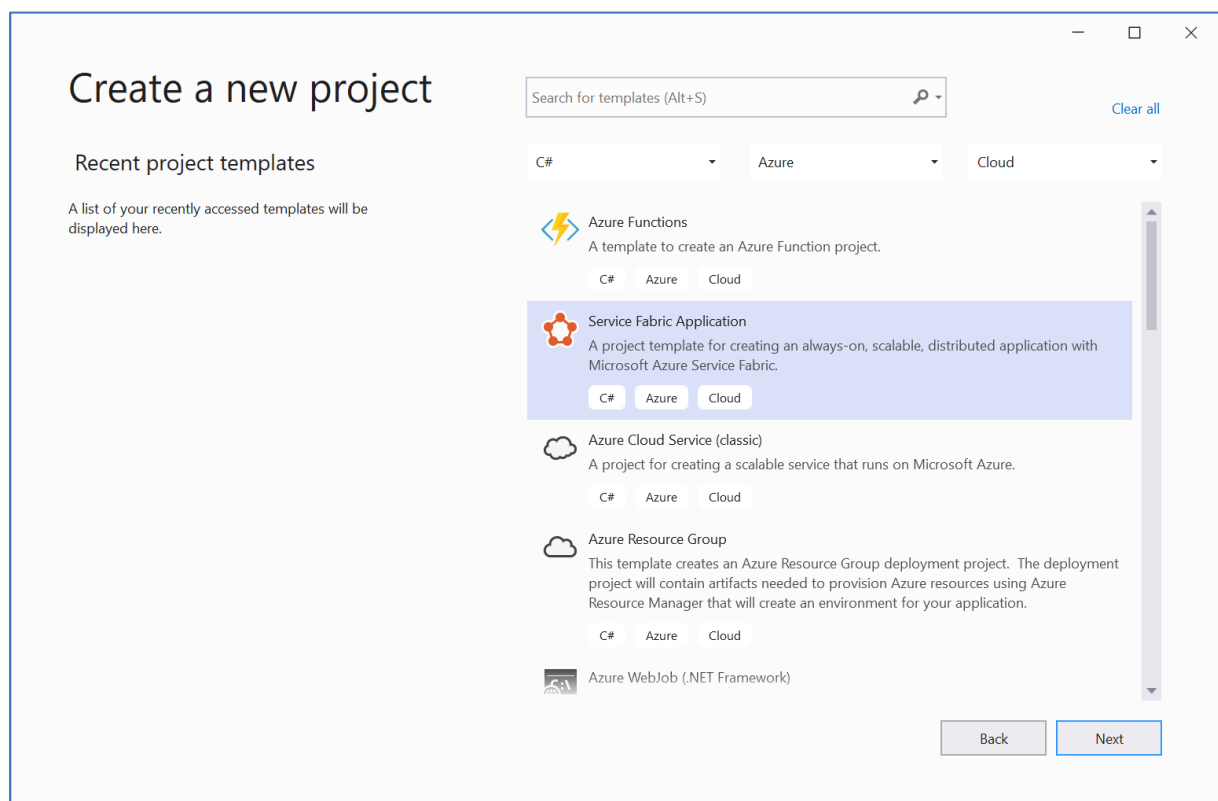 Create a new project
Search for templates (Alt+S)
Clear all
Recent project templates
A list of your recently accessed templates will be
displayed here.
C# Azure Cloud
Azure Functions
A template to create an Azure Function project.
C# Azure Cloud
Service Fabric Application
A project template for creating an always-on, scalable, distributed application with
Microsoft Azure Service Fabric.
C# Azure Cloud
Azure Cloud Service (classic)
A project for creating a scalable service that runs on Microsoft Azure.
C# Azure Cloud
Azure Resource Group
This template creates an Azure Resource Group deployment project.  The deployment
project will contain artifacts needed to provision Azure resources using Azure
Resource Manager that will create an environment for your application.
C# Azure Cloud
Azure WebJob (.NET Framework)
Back Next